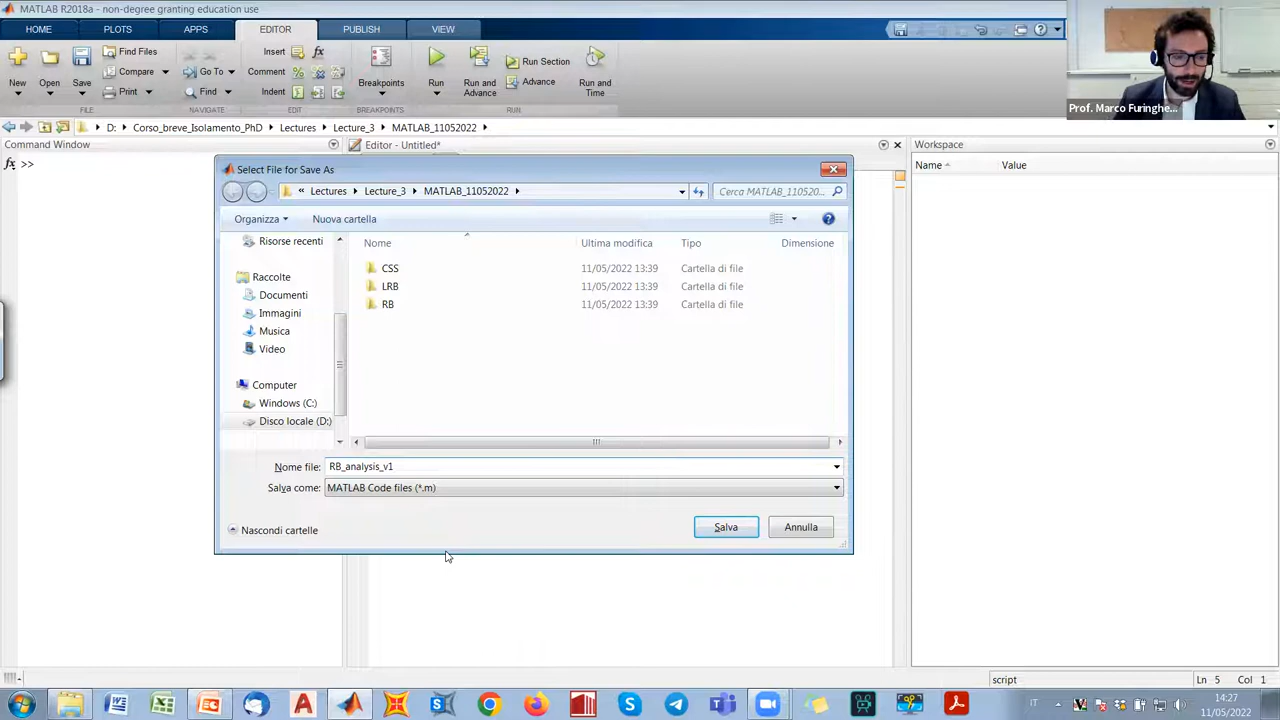 MATLAB R2018a - non-degree granting education use
HOME PLOTS APPS EDITOR PUBLISH VIEW
Find Files Insert fx
Compare Go To Comment Run Section
Advance
Print Find Indent
New Open Save Breakpoints Run Run and Advance Run and Time
FILE NAVIGATE EDIT BREAKPOINTS RUN
Prof. Marco Furinghe...
D: Corso_breve_Isolamento_PhD Lectures Lecture_3 MATLAB_11052022
Command Window Editor - Untitled* Workspace
fx >> Name Value
Select File for Save As
« Lectures Lecture_3 MATLAB_11052022 Cerca MATLAB_110520...
Organizza Nuova cartella
Nome Ultima modifica Tipo Dimensione
Risorse recenti
Raccolte
Documenti
Immagini
Musica
Video
Computer
Windows (C:)
Disco locale (D:)
CSS 11/05/2022 13:39 Cartella di file
LRB 11/05/2022 13:39 Cartella di file
RB 11/05/2022 13:39 Cartella di file
Nome file: RB_analysis_v1
Salva come: MATLAB Code files (*.m)
Nascondi cartelle Salva Annulla
script Ln 5 Col 1
IT 14:27
11/05/2022